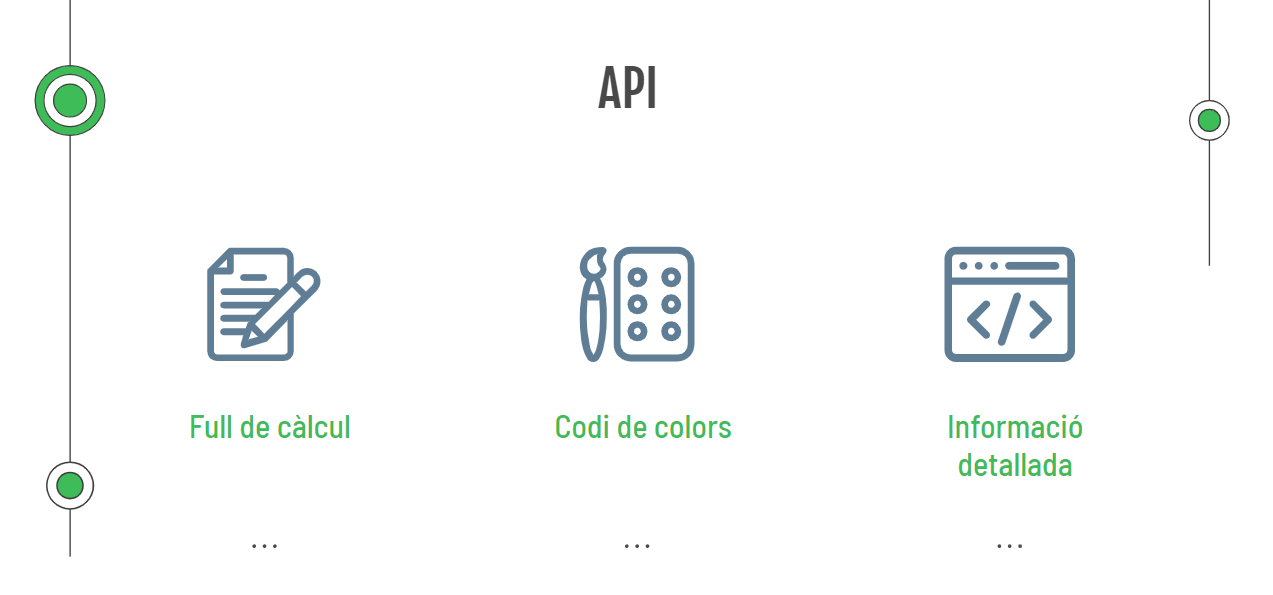 API
Full de càlcul
Codi de colors
Informació
detallada
...
...
...